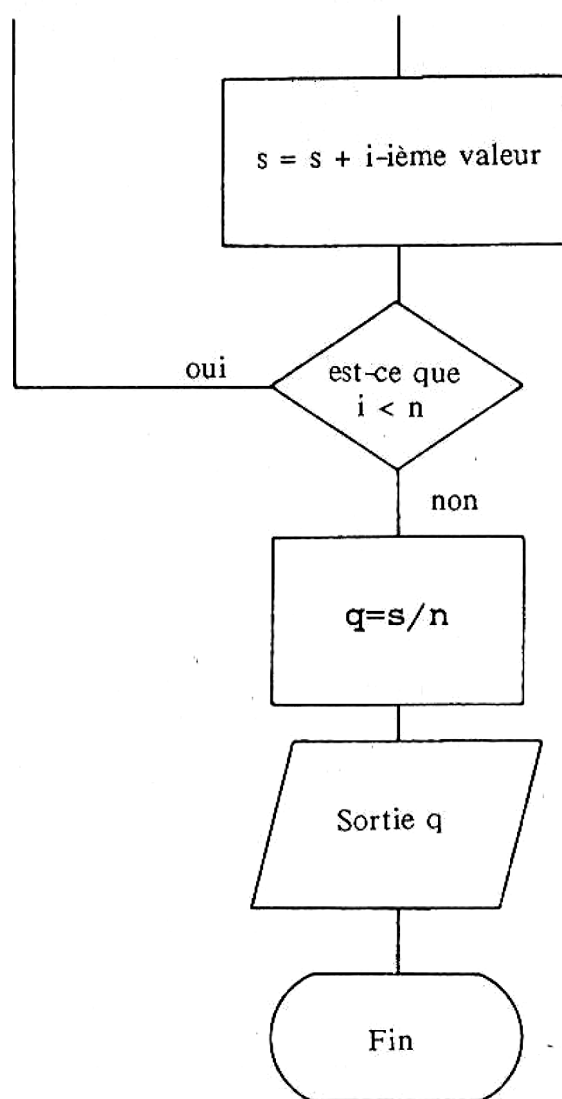 s = s + i-ième valeur
oui
est-ce que
i < n
non
q=s/n
Sortie q
Fin